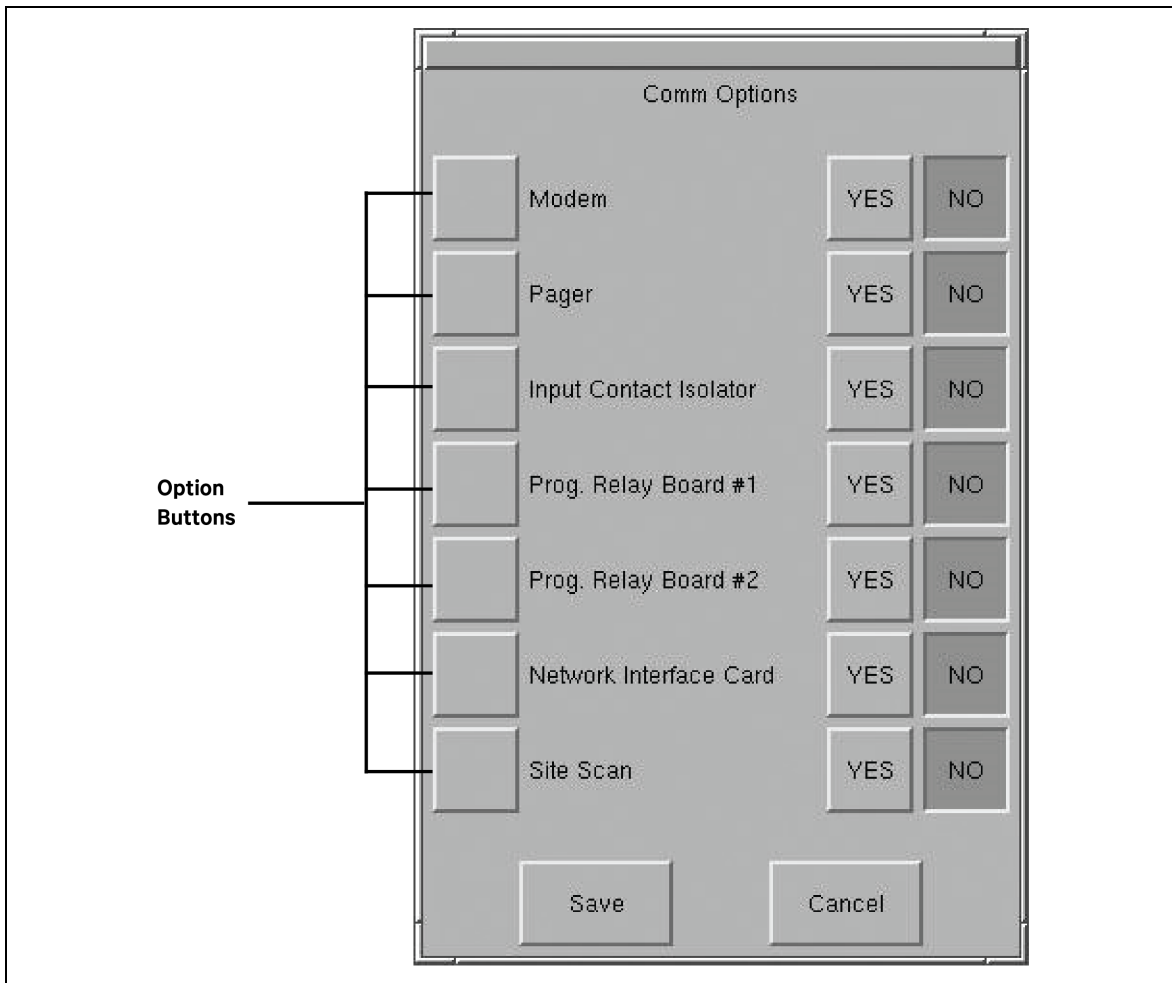 Comm Options
Modem YES NO
Pager YES NO
Input Contact Isolator YES NO
Prog. Relay Board #1 YES NO
Option
Buttons
Prog. Relay Board #2 YES NO
Network Interface Card YES NO
Site Scan YES NO
Save Cancel